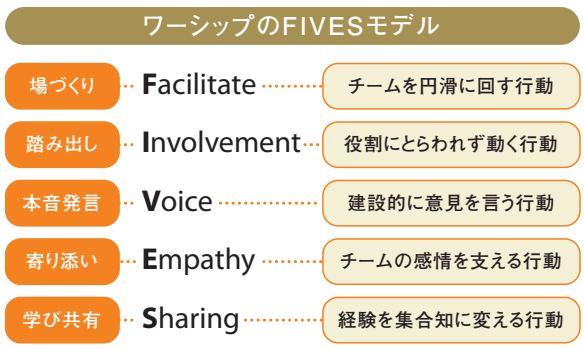 ワーシップのFIVESモデル
場づくり Facilitate チームを円滑に回す行動
踏み出し Involvement 役割にとらわれず動く行動
本音発言 Voice 建設的に意見を言う行動
寄り添い Empathy チームの感情を支える行動
学び共有 Sharing 経験を集合知に変える行動